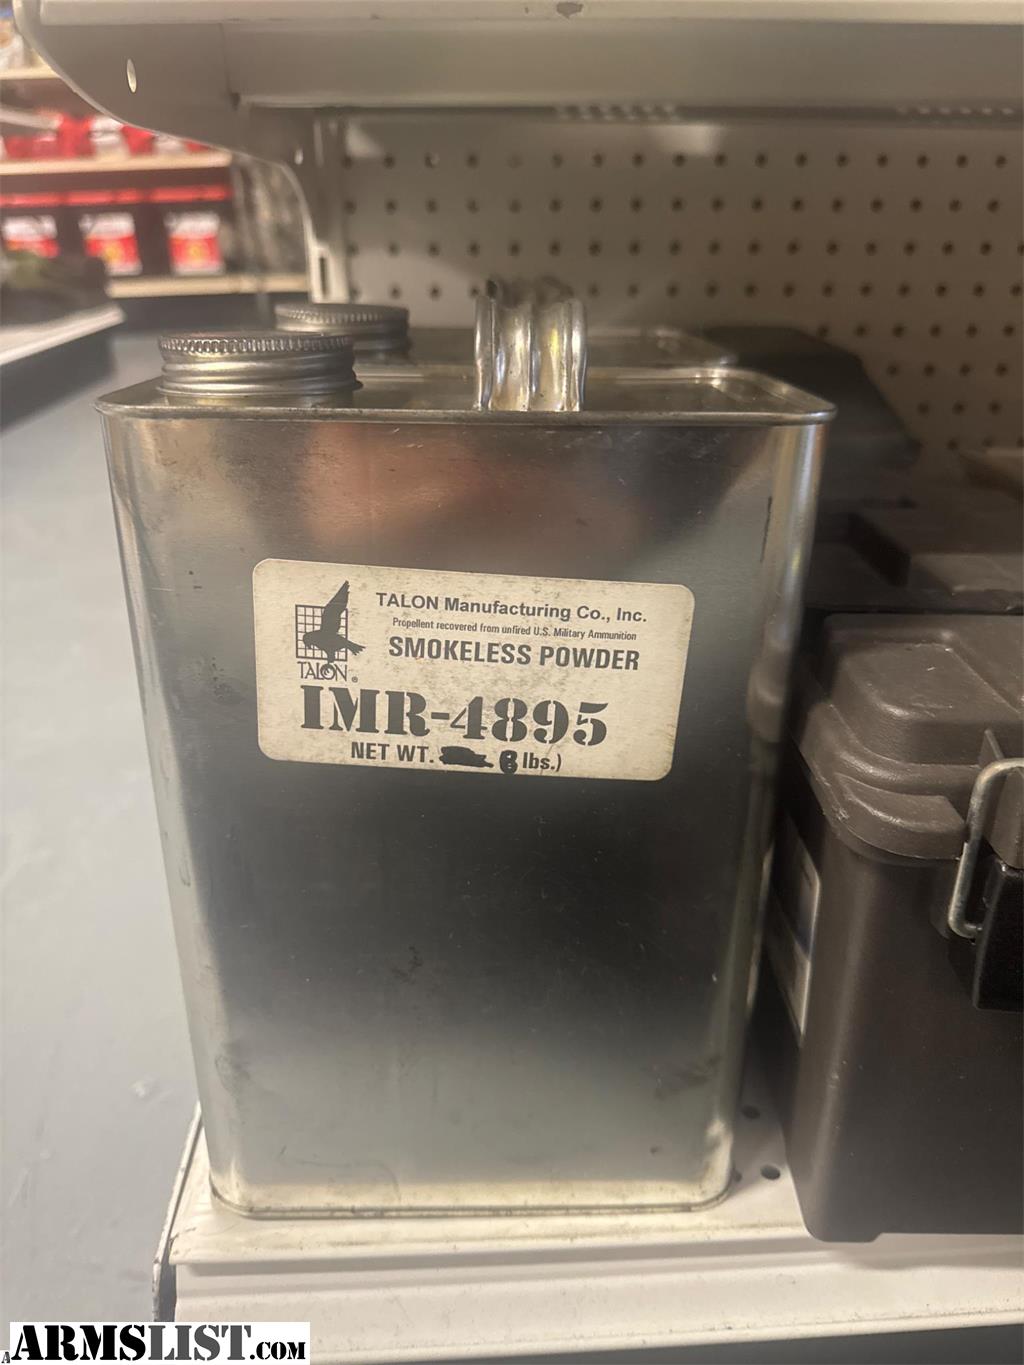 TALON Manufacturing Co., Inc.
Propellent recovered from unfired U.S. Military Ammunition
SMOKELESS POWDER
TALON ®
IMR-4895
NET WT. 8 lbs.)
ARMSLIST.COM